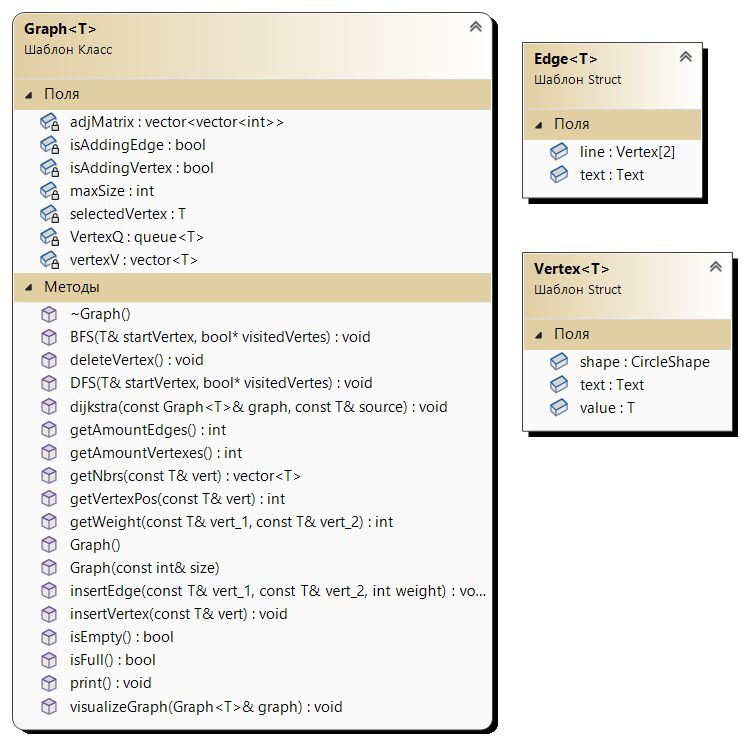 Graph<T>
Шаблон Класс
Поля
adjMatrix : vector<vector<int>>
isAddingEdge : bool
isAddingVertex : bool
maxSize : int
selectedVertex : T
VertexQ : queue<T>
vertexV : vector<T>
Методы
~Graph()
BFS(T& startVertex, bool* visitedVertes) : void
deleteVertex() : void
DFS(T& startVertex, bool* visitedVertes) : void
dijkstra(const Graph<T>& graph, const T& source) : void
getAmountEdges() : int
getAmountVertexes() : int
getNbrs(const T& vert) : vector<T>
getVertexPos(const T& vert) : int
getWeight(const T& vert_1, const T& vert_2) : int
Graph()
Graph(const int& size)
insertEdge(const T& vert_1, const T& vert_2, int weight) : vo...
insertVertex(const T& vert) : void
isEmpty() : bool
isFull() : bool
print() : void
visualizeGraph(Graph<T>& graph) : void
Edge<T>
Шаблон Struct
Поля
line : Vertex[2]
text : Text
Vertex<T>
Шаблон Struct
Поля
shape : CircleShape
text : Text
value : T